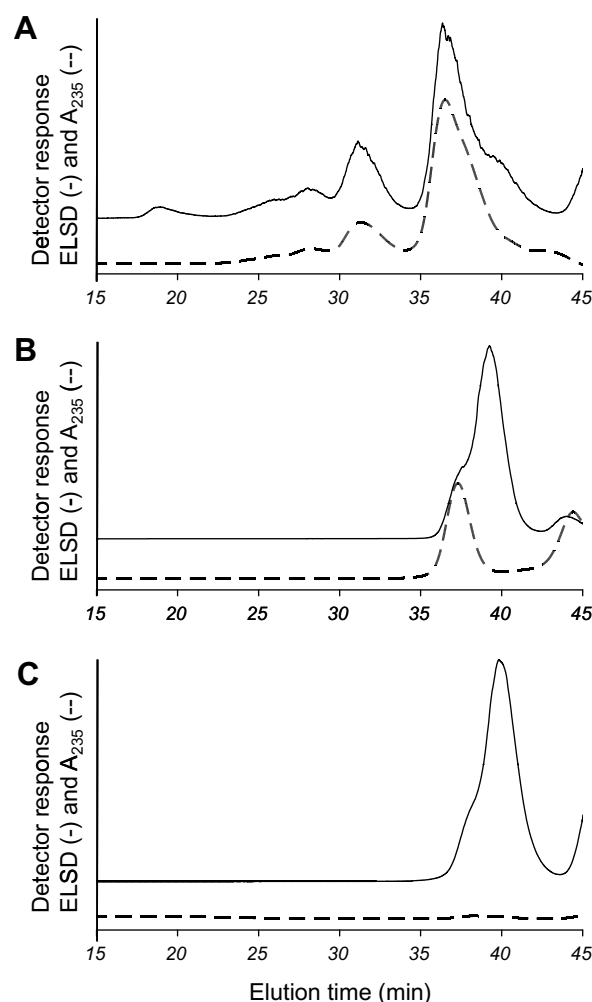 A
Detector response
ELSD (-) and A235 (--)
15 20 25 30 35 40 45
B
Detector response
ELSD (-) and A235 (--)
15 20 25 30 35 40 45
C
Detector response
ELSD (-) and A235 (--)
15 20 25 30 35 40 45
Elution time (min)